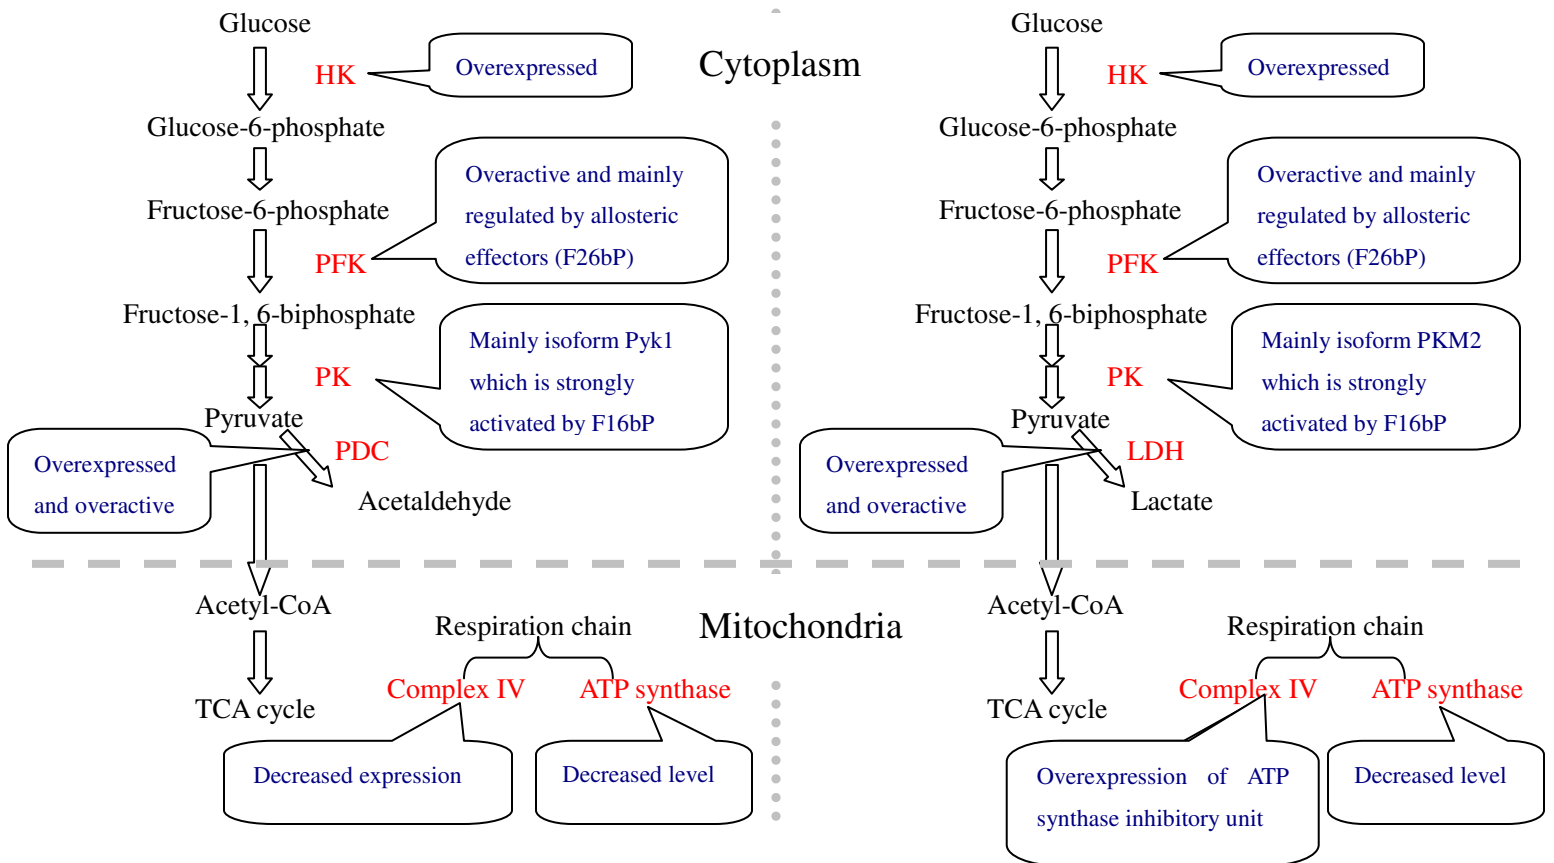 Glucose
HK
Overexpressed
Glucose-6-phosphate
Overactive and mainly
regulated by allosteric
effectors (F26bP)
Fructose-6-phosphate
PFK
Fructose-1, 6-biphosphate
Mainly isoform Pyk1
which is strongly
activated by F16bP
PK
Pyruvate
PDC
Overexpressed
and overactive
Acetaldehyde
Acetyl-CoA
Respiration chain
Complex IV
ATP synthase
TCA cycle
Decreased expression
Decreased level
Cytoplasm
Mitochondria
Glucose
HK
Overexpressed
Glucose-6-phosphate
Overactive and mainly
regulated by allosteric
effectors (F26bP)
Fructose-6-phosphate
PFK
Fructose-1, 6-biphosphate
Mainly isoform PKM2
which is strongly
activated by F16bP
PK
Pyruvate
LDH
Overexpressed
and overactive
Lactate
Acetyl-CoA
Respiration chain
Complex IV
ATP synthase
TCA cycle
Overexpression of ATP
synthase inhibitory unit
Decreased level